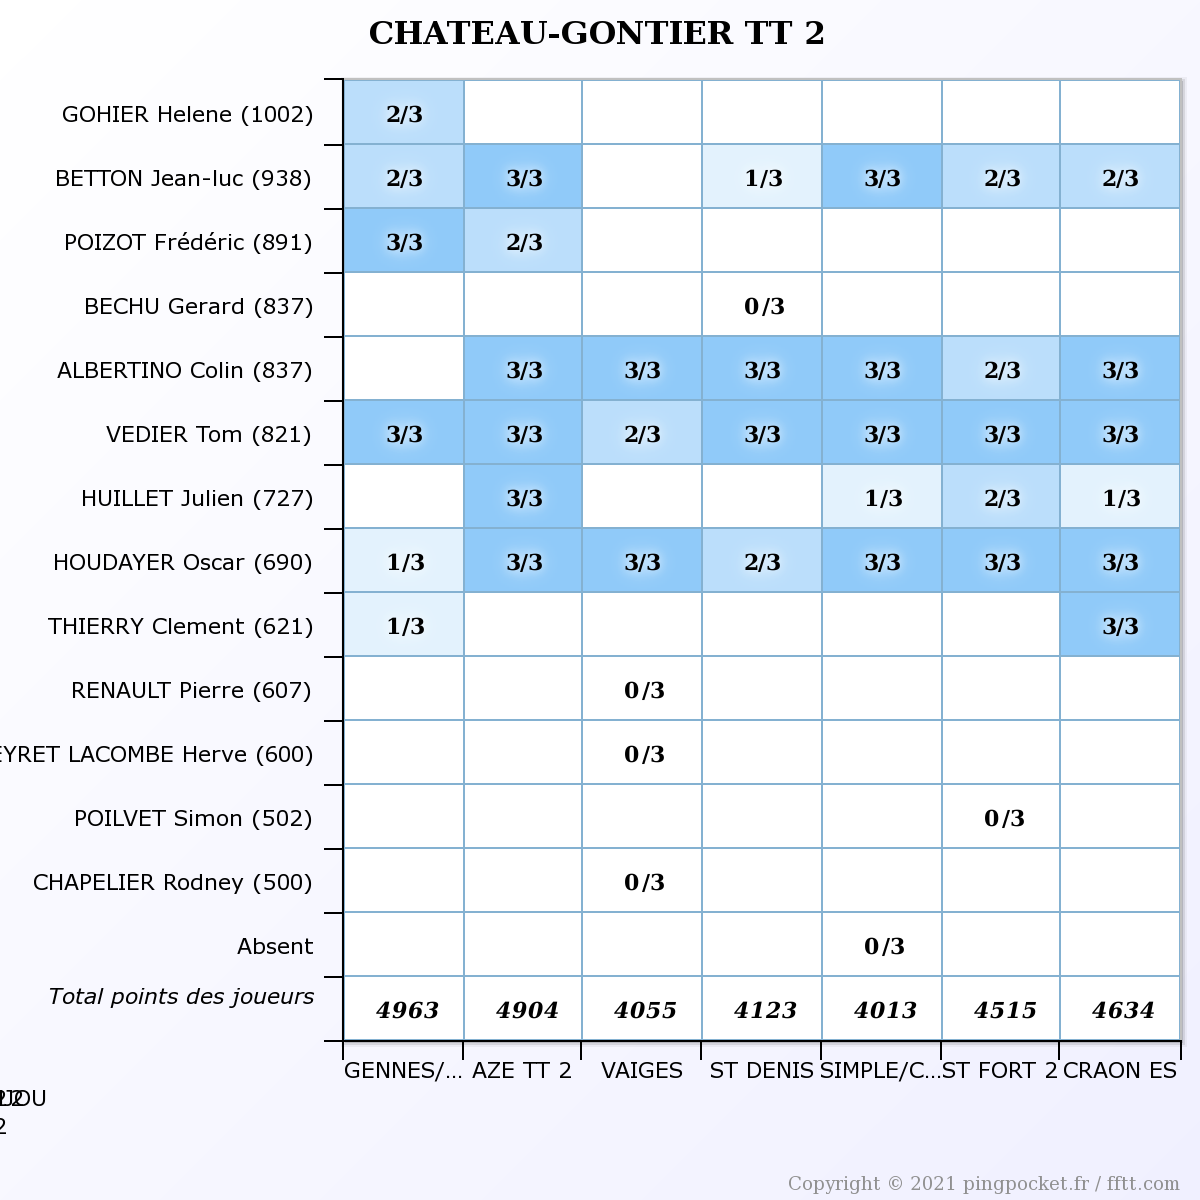 CHATEAU-GONTIER TT 2
GOHIER Helene (1002) 2/3
BETTON Jean-luc (938) 2/3 3/3 1/3 3/3 2/3 2/3
POIZOT Frédéric (891) 3/3 2/3
BECHU Gerard (837) 0/3
ALBERTINO Colin (837) 3/3 3/3 3/3 3/3 2/3 3/3
VEDIER Tom (821) 3/3 3/3 2/3 3/3 3/3 3/3 3/3
HUILLET Julien (727) 3/3 1/3 2/3 1/3
HOUDAYER Oscar (690) 1/3 3/3 3/3 2/3 3/3 3/3 3/3
THIERRY Clement (621) 1/3 3/3
RENAULT Pierre (607) 0/3
EYRET LACOMBE Herve (600) 0/3
POILVET Simon (502) 0/3
CHAPELIER Rodney (500) 0/3
Absent 0/3
Total points des joueurs 4963 4904 4055 4123 4013 4515 4634
GENNES/... AZE TT 2 VAIGES ST DENIS SIMPLE/C... ST FORT 2 CRAON ES
2
Copyright © 2021 pingpocket.fr / fftt.com